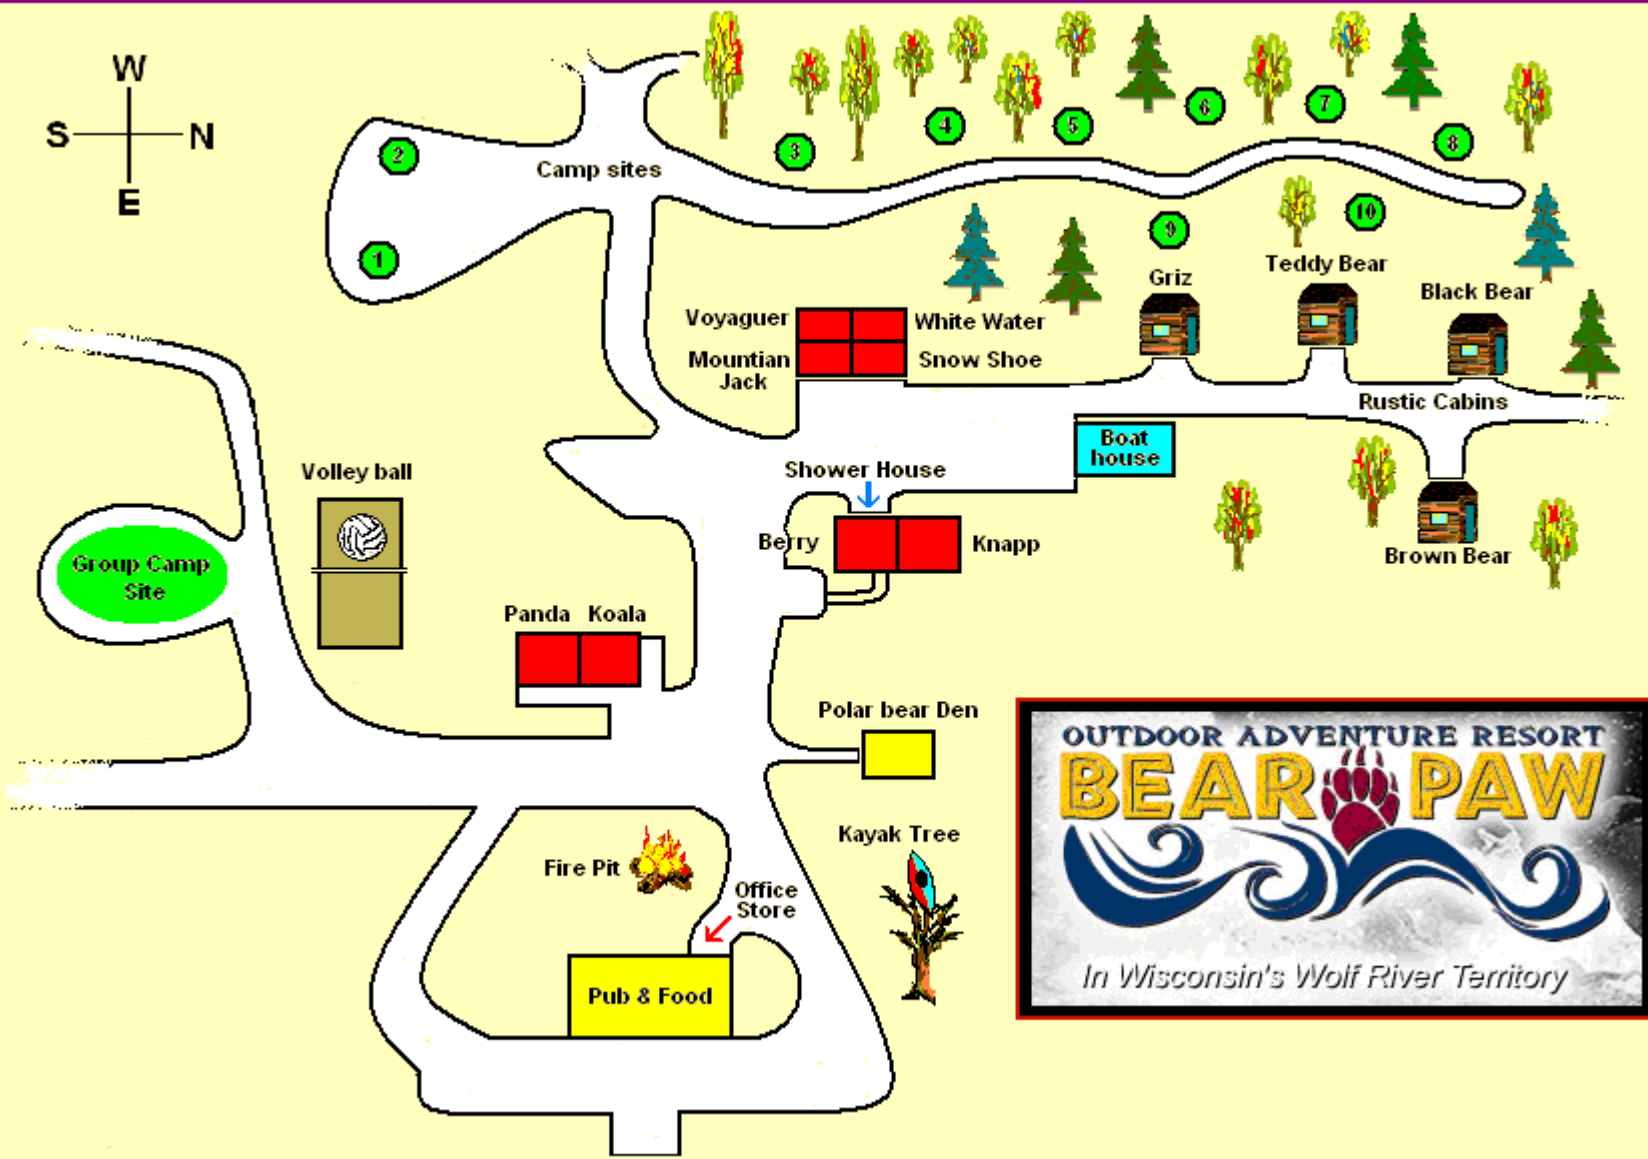 W
S N
E
Camp sites
1
2
3
4
5
6
7
8
9
10
Griz
Teddy Bear
Black Bear
Voyaguer
White Water
Mountian
Jack
Snow Shoe
Rustic Cabins
Boat
house
Shower House
Volley ball
Berry
Knapp
Brown Bear
Group Camp
Site
Panda Koala
Polar bear Den
Kayak Tree
Fire Pit
Office
Store
Pub & Food
OUTDOOR ADVENTURE RESORT
BEAR PAW
In Wisconsin's Wolf River Territory